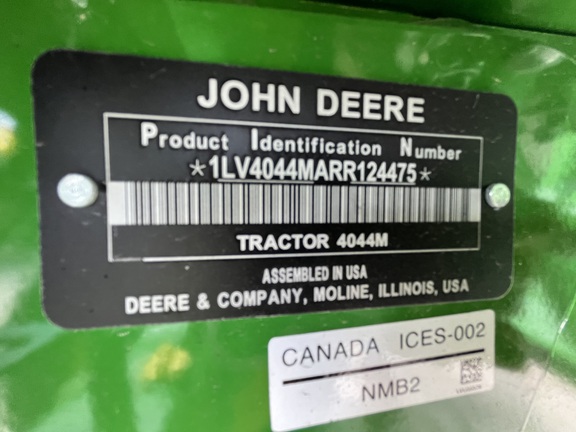 JOHN DEERE
Product Identification Number
*1LV4044MARR124475*
TRACTOR 4044M
ASSEMBLED IN USA
DEERE & COMPANY, MOLINE, ILLINOIS, USA
CANADA ICES-002
NMB2